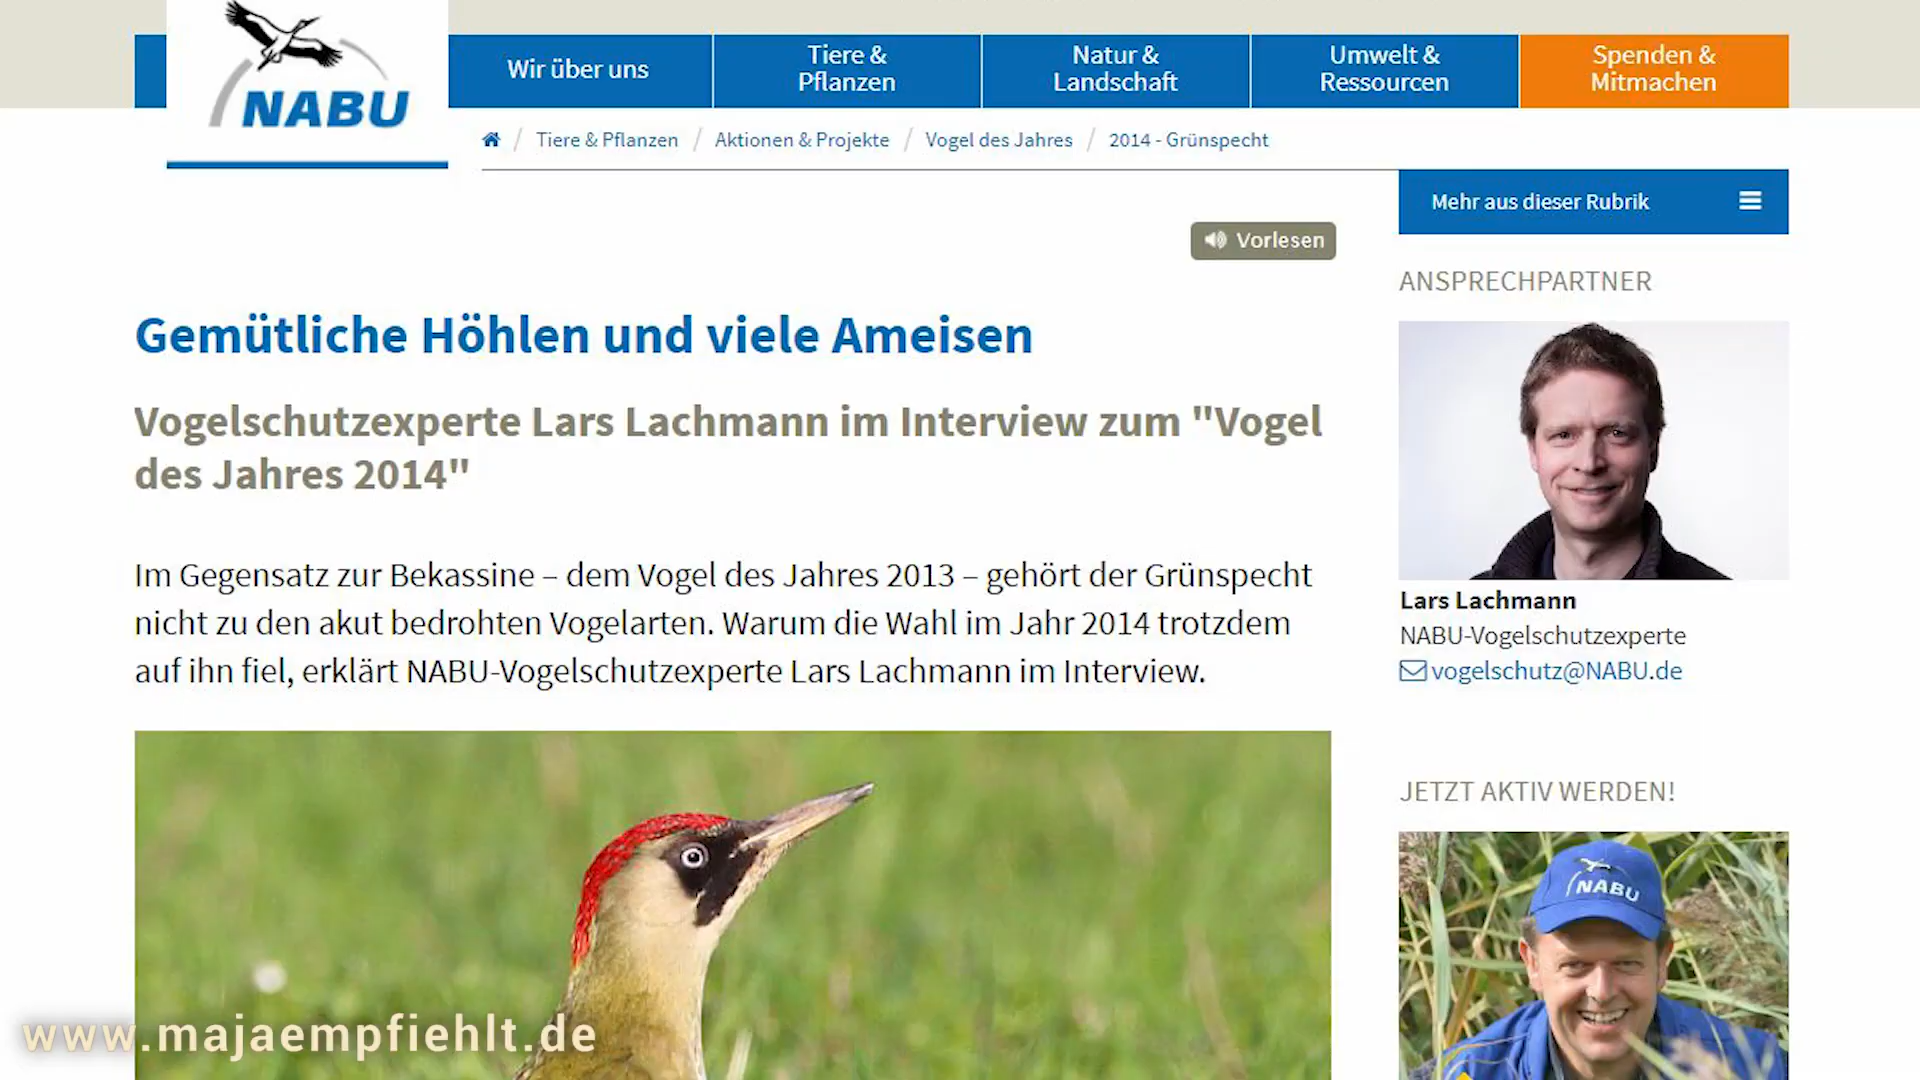 NABU
Wir über uns
Tiere &
Pflanzen
Natur &
Landschaft
Umwelt &
Ressourcen
Spenden &
Mitmachen
/ Tiere & Pflanzen / Aktionen & Projekte / Vogel des Jahres / 2014 - Grünspecht
Mehr aus dieser Rubrik
Vorlesen
Gemütliche Höhlen und viele Ameisen
Vogelschutzexperte Lars Lachmann im Interview zum "Vogel
des Jahres 2014"
Im Gegensatz zur Bekassine – dem Vogel des Jahres 2013 – gehört der Grünspecht
nicht zu den akut bedrohten Vogelarten. Warum die Wahl im Jahr 2014 trotzdem
auf ihn fiel, erklärt NABU-Vogelschutzexperte Lars Lachmann im Interview.
ANSPRECHPARTNER
Lars Lachmann
NABU-Vogelschutzexperte
vogelschutz@NABU.de
JETZT AKTIV WERDEN!
NABU
www.majaempfiehlt.de